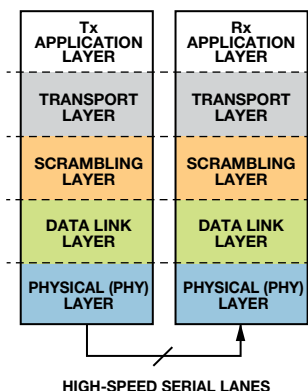 Tx
APPLICATION
LAYER
TRANSPORT
LAYER
SCRAMBLING
LAYER
DATA LINK
LAYER
PHYSICAL (PHY)
LAYER
Rx
APPLICATION
LAYER
TRANSPORT
LAYER
SCRAMBLING
LAYER
DATA LINK
LAYER
PHYSICAL (PHY)
LAYER
HIGH-SPEED SERIAL LANES